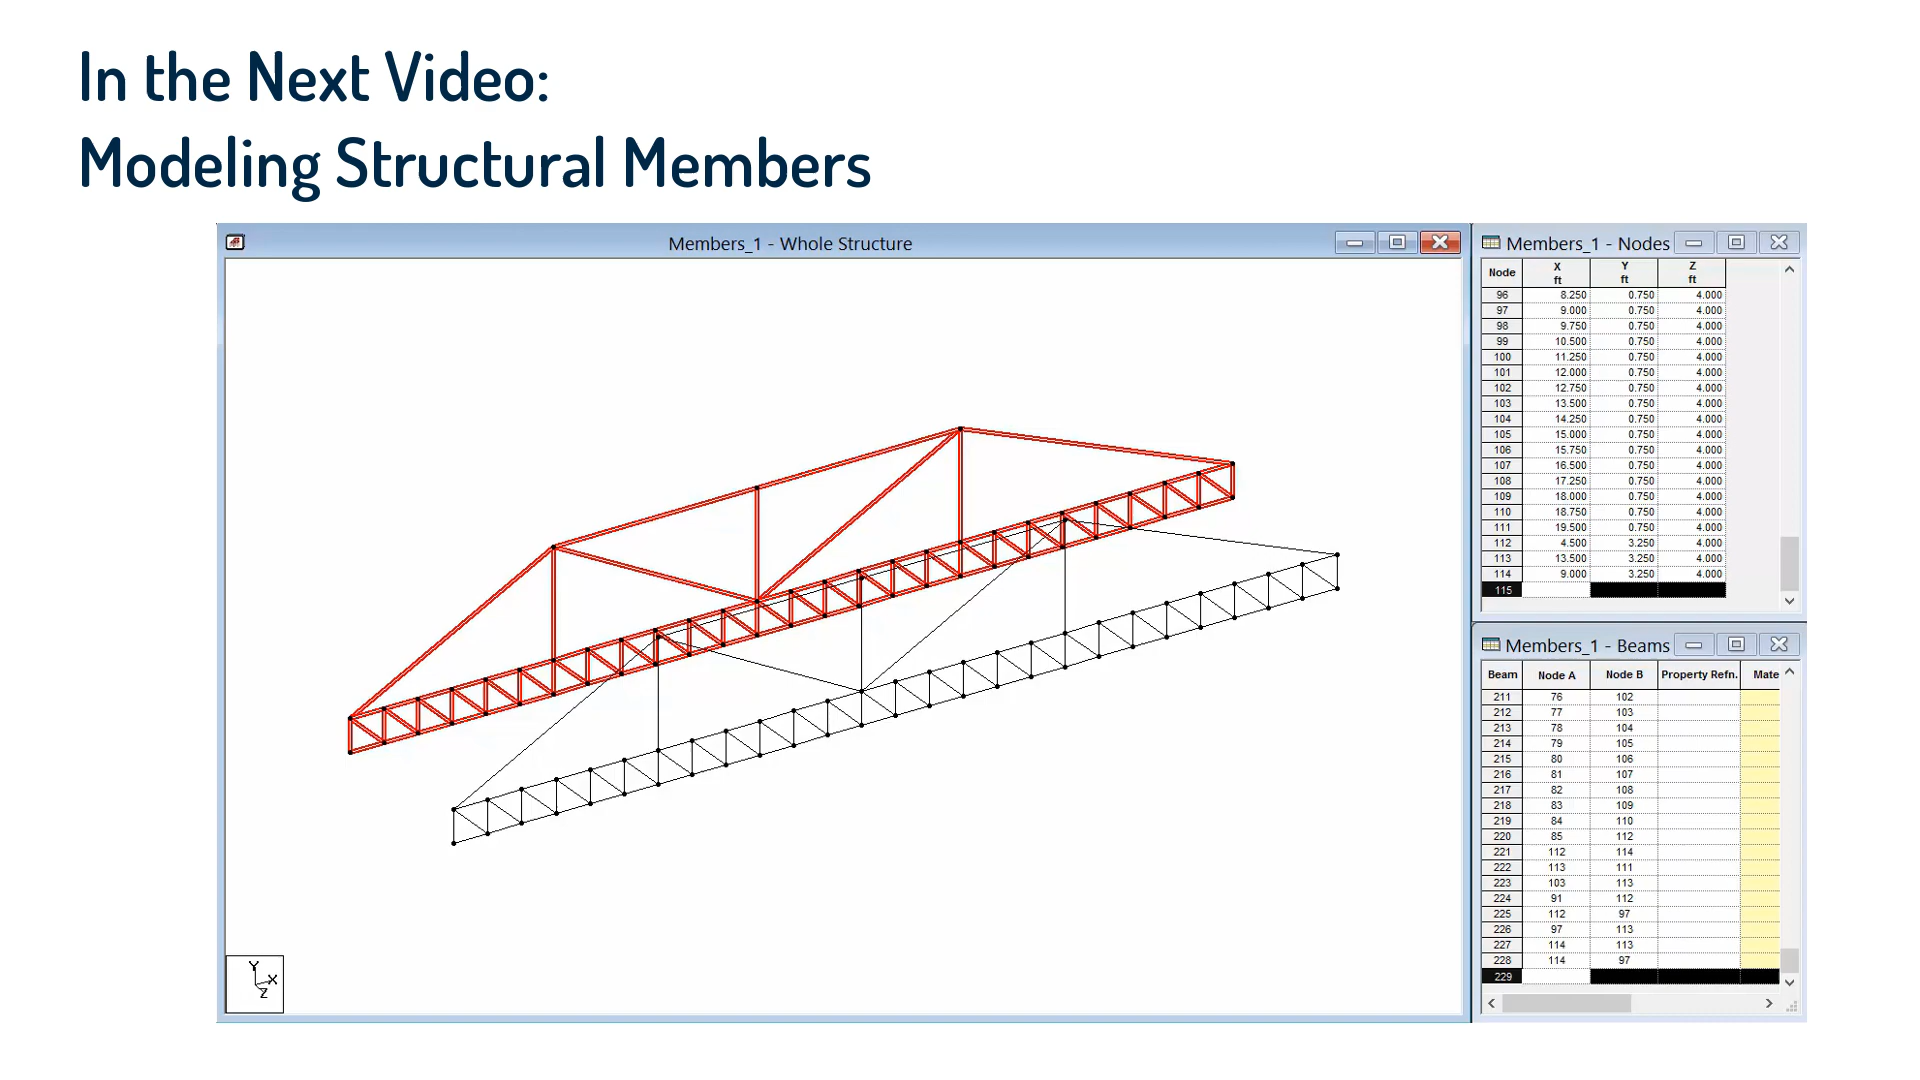 In the Next Video:
Modeling Structural Members
Members_1 - Whole Structure
Y
X
Z
Members_1 - Nodes
Node X ft Y ft Z ft
96 8.250 0.750 4.000
97 9.000 0.750 4.000
98 9.750 0.750 4.000
99 10.500 0.750 4.000
100 11.250 0.750 4.000
101 12.000 0.750 4.000
102 12.750 0.750 4.000
103 13.500 0.750 4.000
104 14.250 0.750 4.000
105 15.000 0.750 4.000
106 15.750 0.750 4.000
107 16.500 0.750 4.000
108 17.250 0.750 4.000
109 18.000 0.750 4.000
110 18.750 0.750 4.000
111 19.500 0.750 4.000
112 4.500 3.250 4.000
113 13.500 3.250 4.000
114 9.000 3.250 4.000
115
Members_1 - Beams
Beam Node A Node B Property Refn. Mate
211 76 102
212 77 103
213 78 104
214 79 105
215 80 106
216 81 107
217 82 108
218 83 109
219 84 110
220 85 112
221 112 114
222 113 111
223 103 113
224 91 112
225 112 97
226 97 113
227 114 113
228 114 97
229